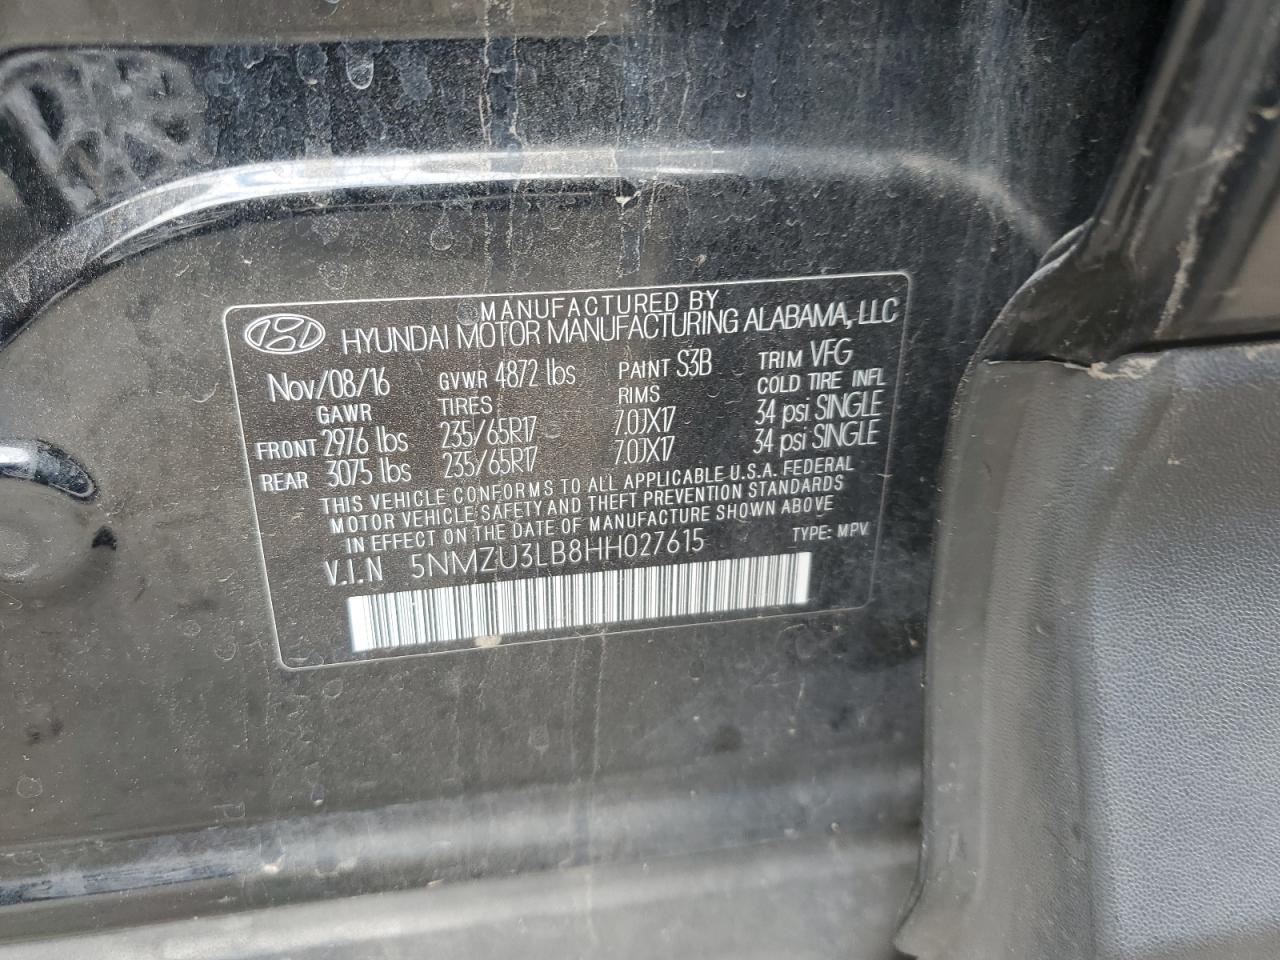 MANUFACTURED BY
HYUNDAI MOTOR MANUFACTURING ALABAMA, LLC
Nov/08/16 GVWR 4872 lbs PAINT S3B TRIM VFG
GAWR TIRES RIMS COLD TIRE INFL
FRONT 2976 lbs 235/65R17 7.0JX17 34 psi SINGLE
REAR 3075 lbs 235/65R17 7.0JX17 34 psi SINGLE
THIS VEHICLE CONFORMS TO ALL APPLICABLE U.S.A. FEDERAL
MOTOR VEHICLE SAFETY AND THEFT PREVENTION STANDARDS
IN EFFECT ON THE DATE OF MANUFACTURE SHOWN ABOVE
V.I.N 5NMZU3LB8HH027615 TYPE: MPV